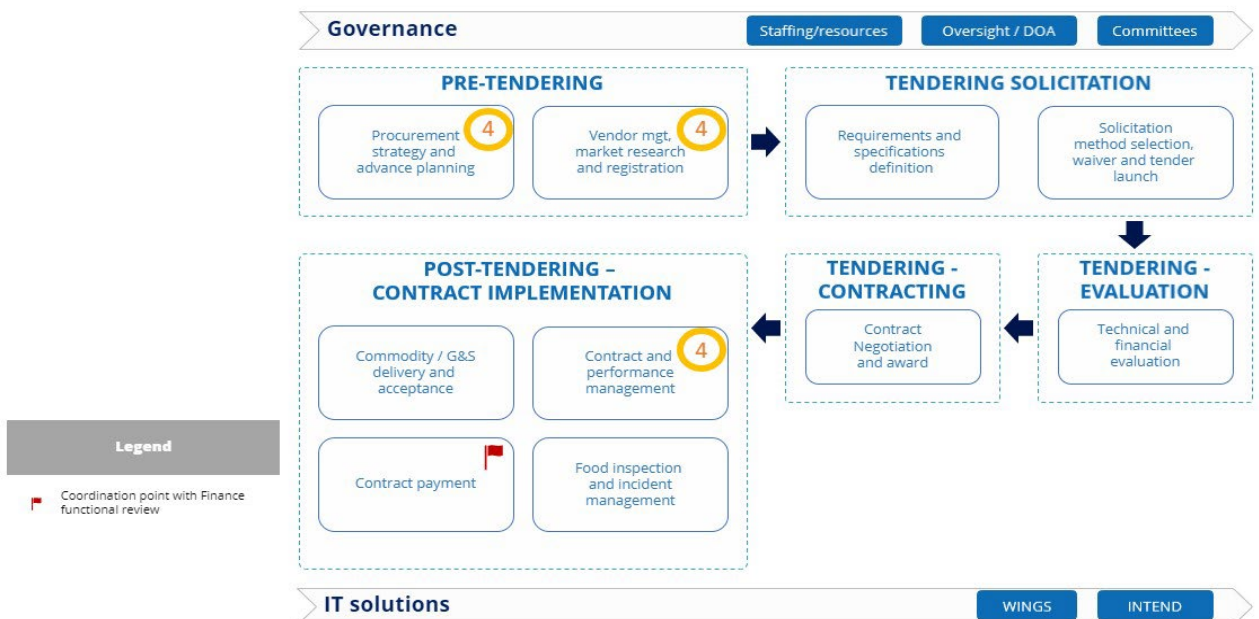 Governance
Staffing/resources
Oversight / DOA
Committees
PRE-TENDERING
Procurement
strategy and
advance planning
4
Vendor mgt,
market research
and registration
4
TENDERING SOLICITATION
Requirements and
specifications
definition
Solicitation
method selection,
waiver and tender
launch
TENDERING -
EVALUATION
Technical and
financial
evaluation
TENDERING -
CONTRACTING
Contract
Negotiation
and award
POST-TENDERING –
CONTRACT IMPLEMENTATION
Commodity / G&S
delivery and
acceptance
Contract and
performance
management
4
Contract payment
Food inspection
and incident
management
Legend
Coordination point with Finance
functional review
IT solutions
WINGS
INTEND